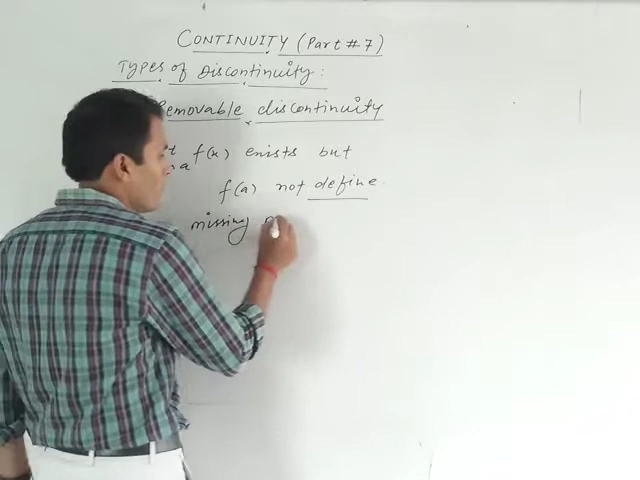 CONTINUITY (Part # 7)
Types of Discontinuity :
Removable discontinuity
f(x) exists but
a
f(a) not define
missing